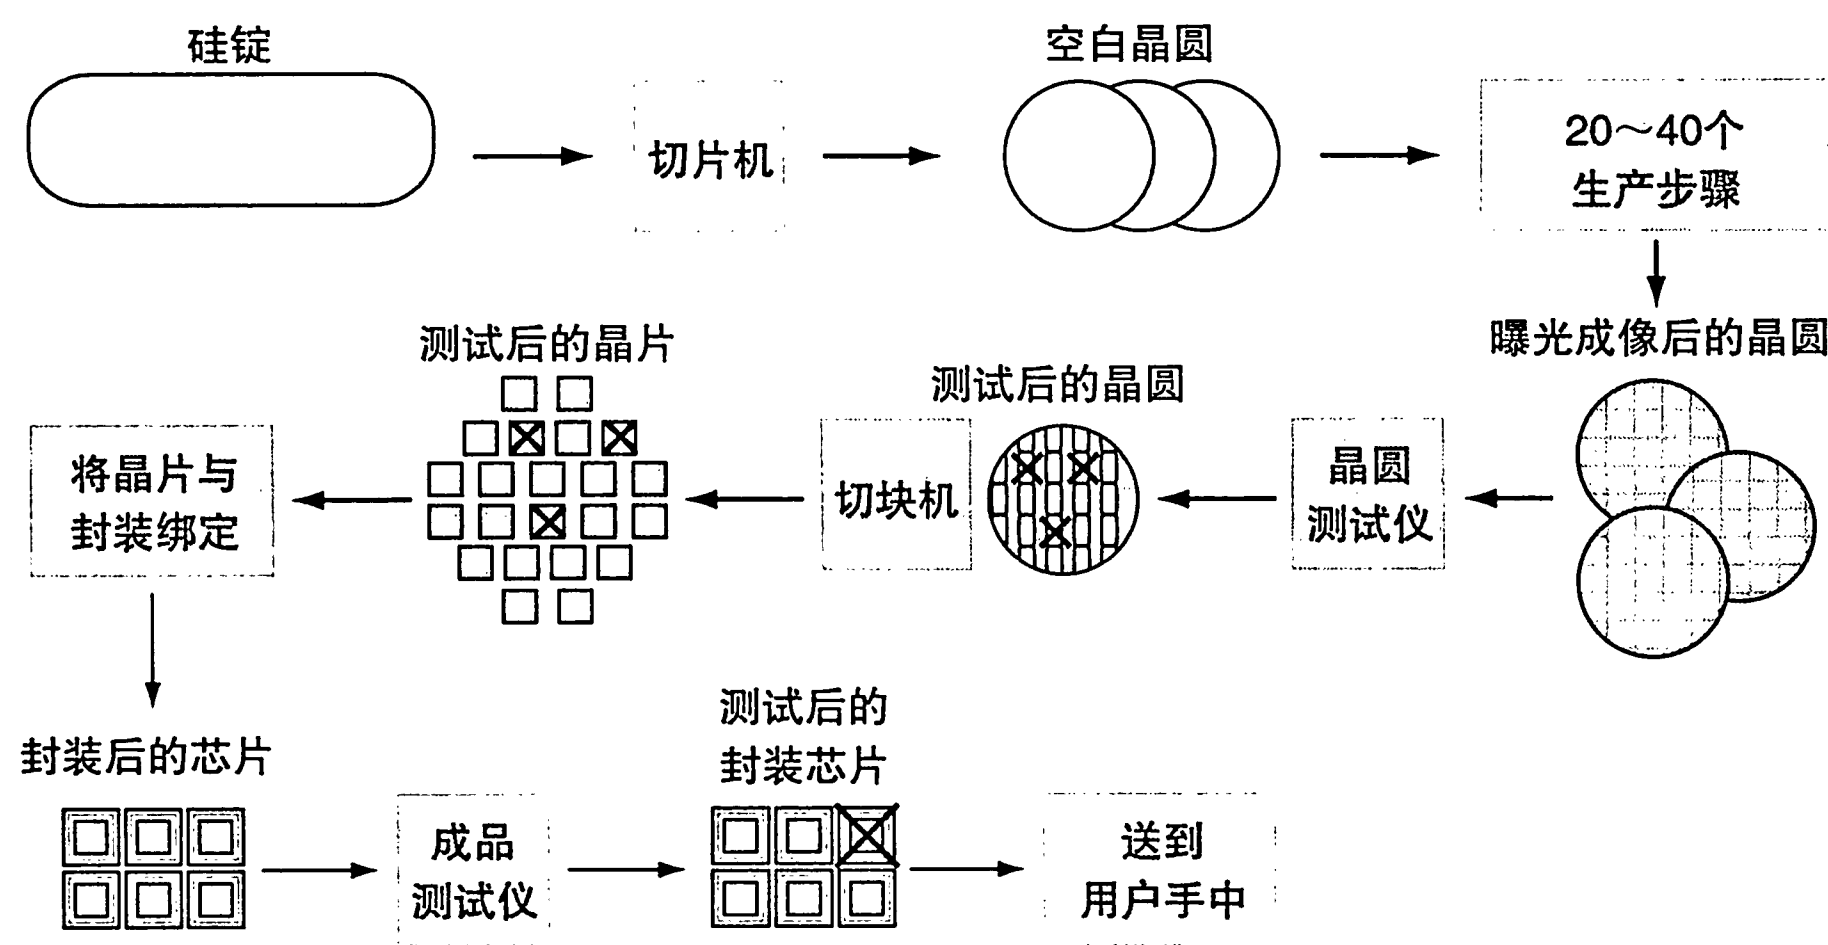 硅锭
空白晶圆
切片机
20～40个
生产步骤
曝光成像后的晶圆
测试后的晶片
测试后的晶圆
将晶片与
封装绑定
切块机
晶圆
测试仪
封装后的芯片
测试后的
封装芯片
成品
测试仪
送到
用户手中